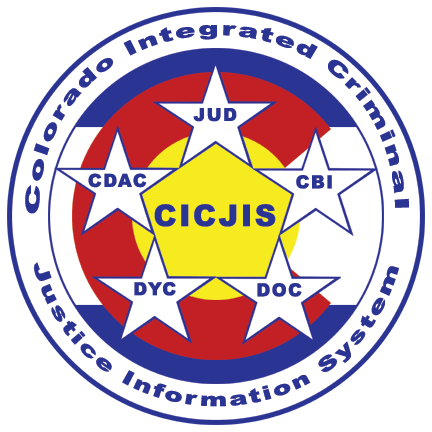 Colorado Integrated Criminal
JUD
CDAC
CBI
CICJIS
DYC
DOC
Justice Information System